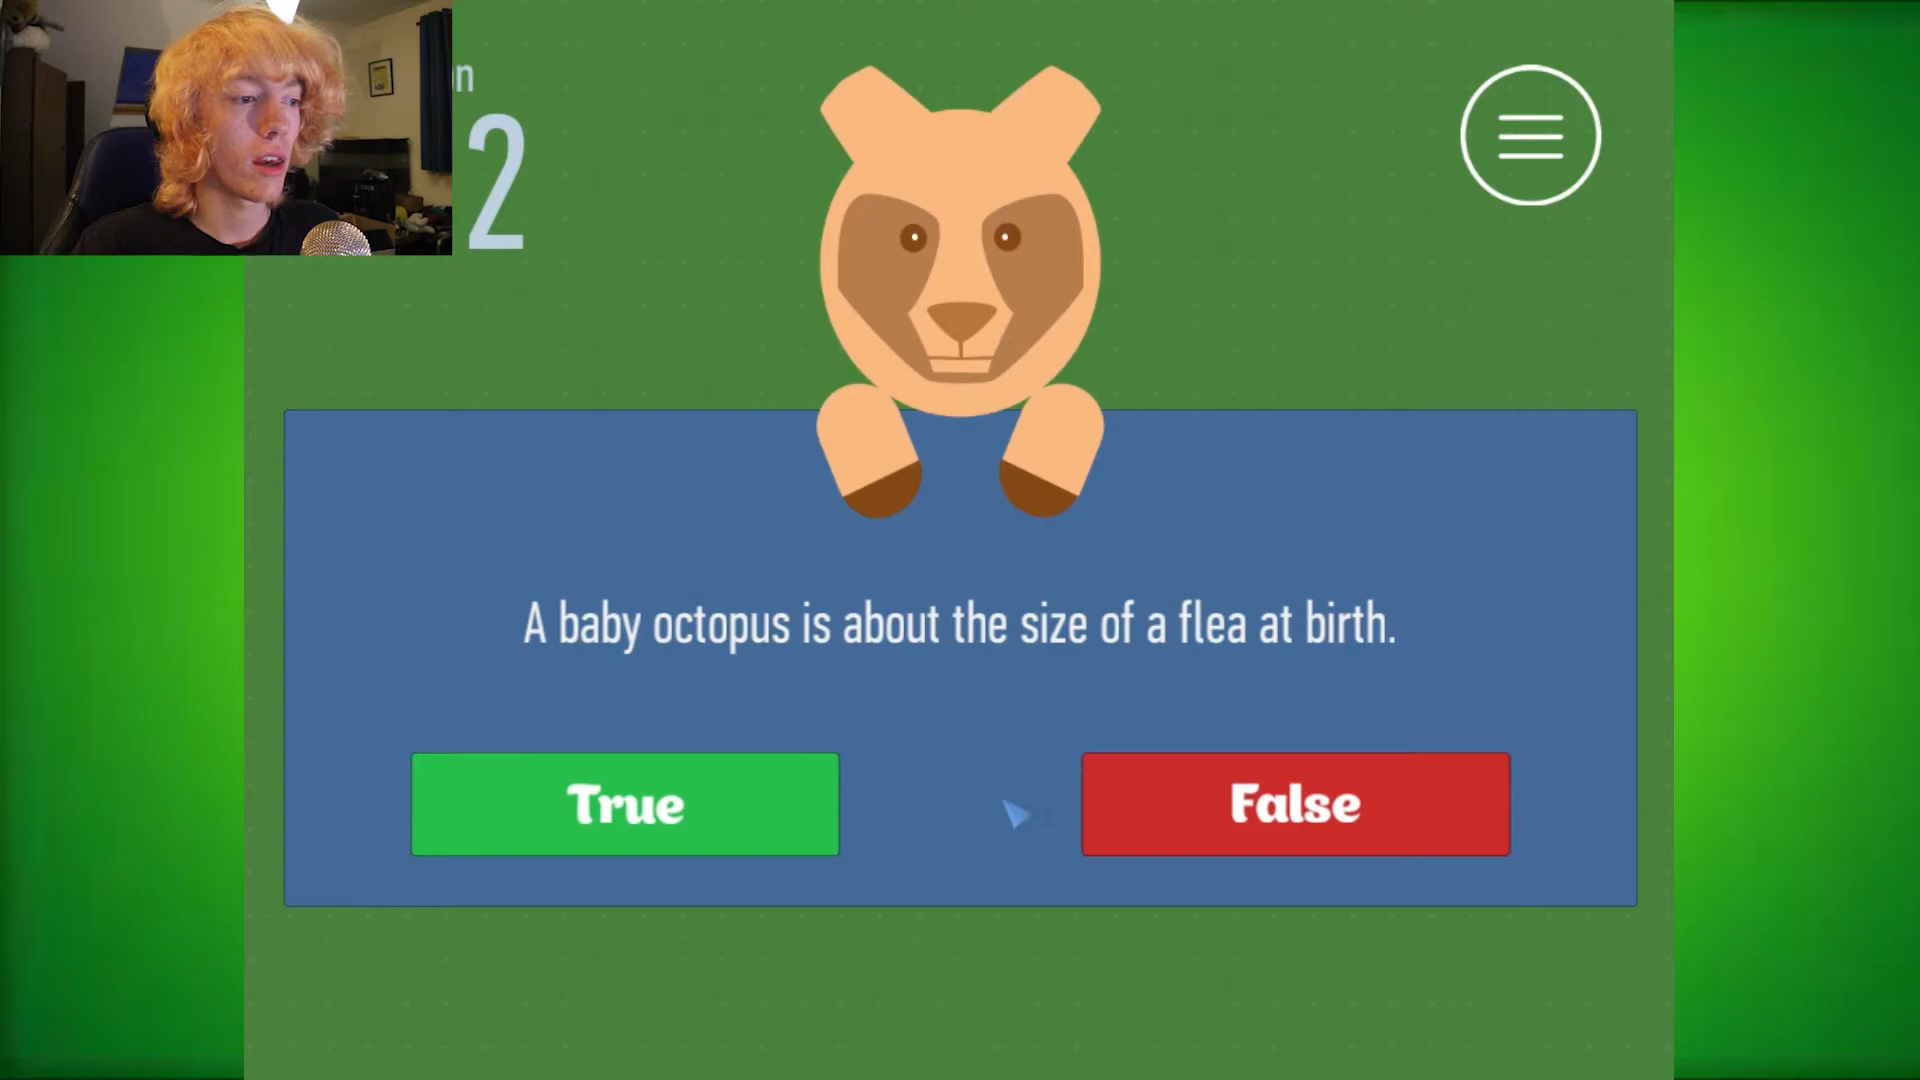 n
2
A baby octopus is about the size of a flea at birth.
True
False